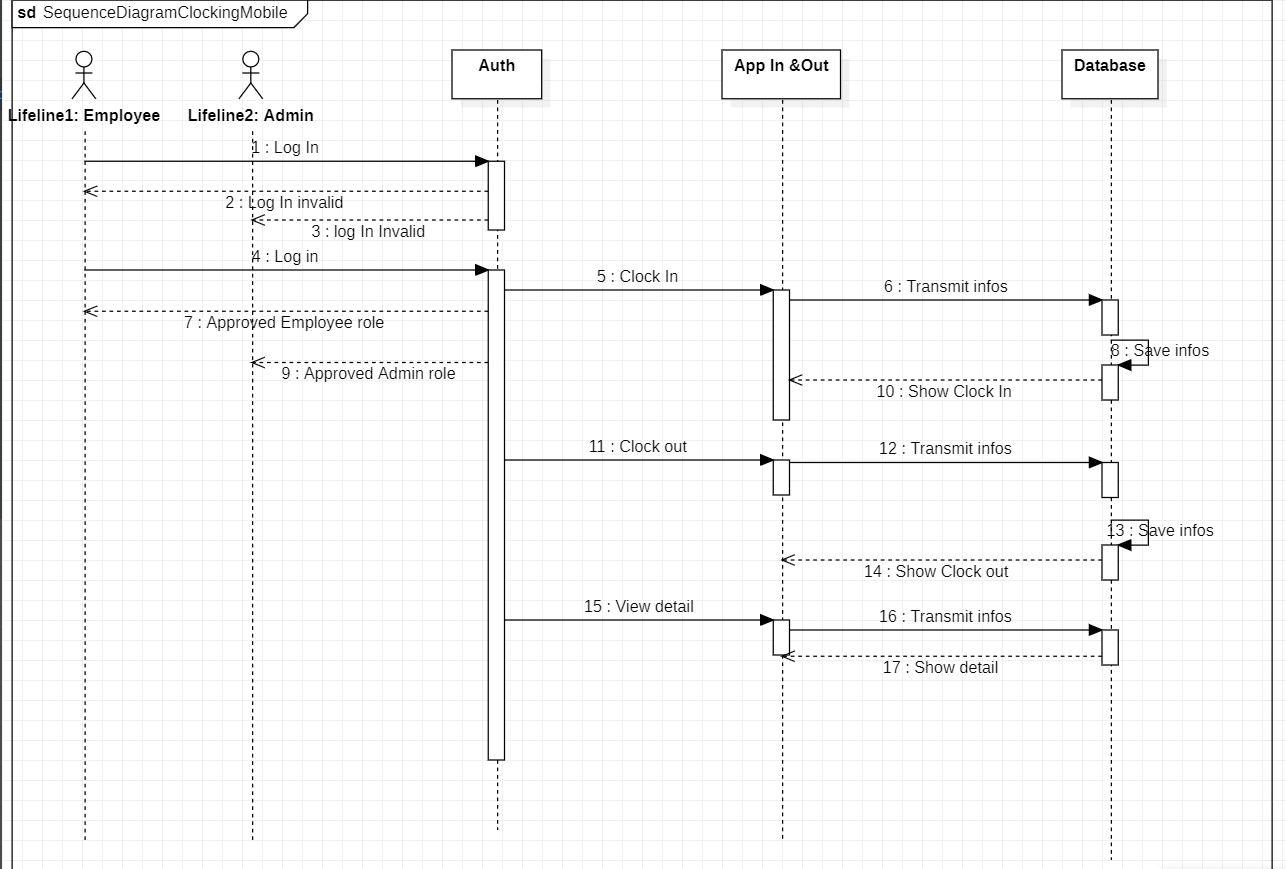 sd SequenceDiagramClockingMobile
Auth
App In &Out
Database
Lifeline1: Employee
Lifeline2: Admin
1 : Log In
2 : Log In invalid
3 : log In Invalid
4 : Log in
5 : Clock In
6 : Transmit infos
7 : Approved Employee role
8 : Save infos
9 : Approved Admin role
10 : Show Clock In
11 : Clock out
12 : Transmit infos
13 : Save infos
14 : Show Clock out
15 : View detail
16 : Transmit infos
17 : Show detail